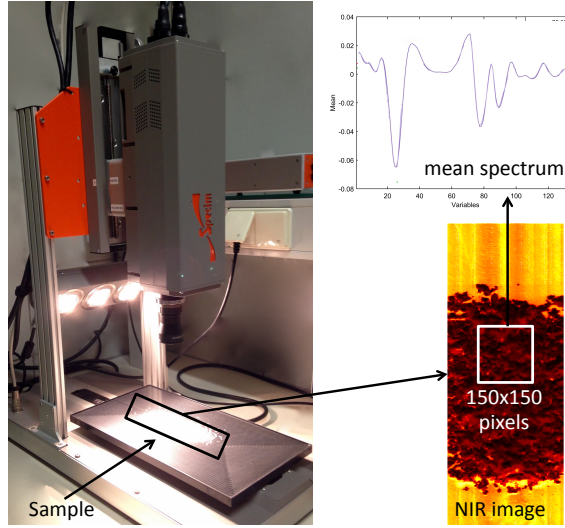 0.04
0.02
0
-0.02
-0.04
-0.06
-0.08
Mean
20
40
60
80
100
120
Variables
mean spectrum
Specim
150x150
pixels
Sample
NIR image